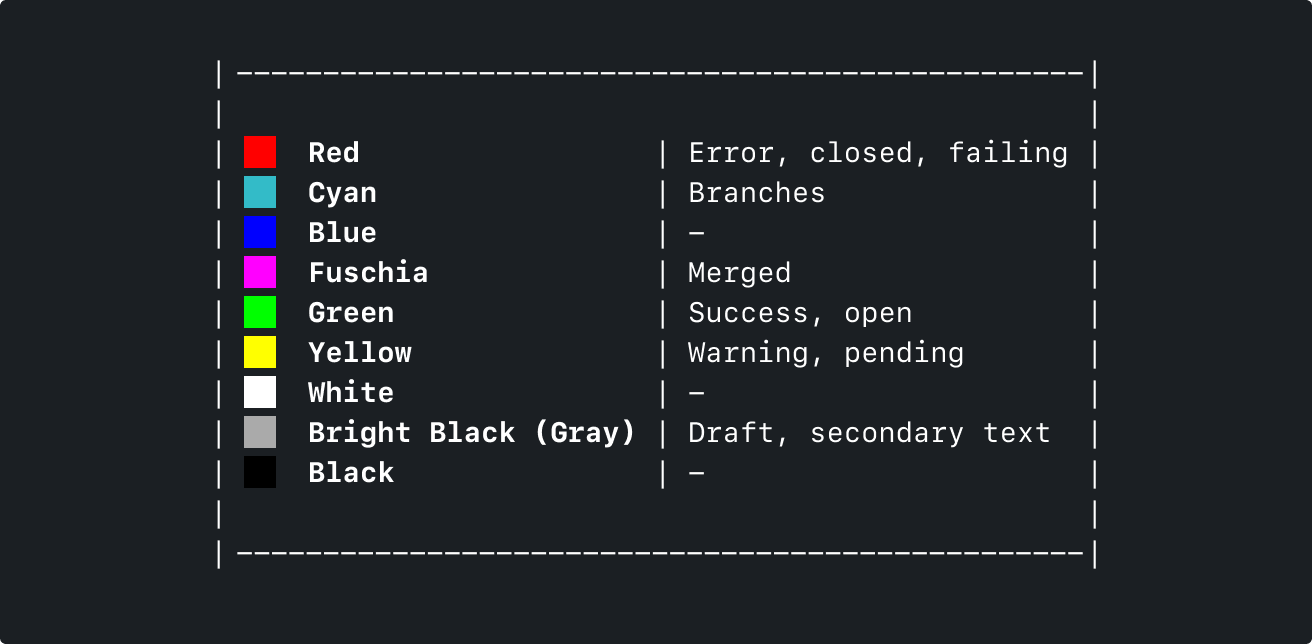 |—————————————————————————————————————————————————|
| |
| Red | Error, closed, failing |
| Cyan | Branches |
| Blue | — |
| Fuschia | Merged |
| Green | Success, open |
| Yellow | Warning, pending |
| White | — |
| Bright Black (Gray) | Draft, secondary text |
| Black | — |
| |
|—————————————————————————————————————————————————|